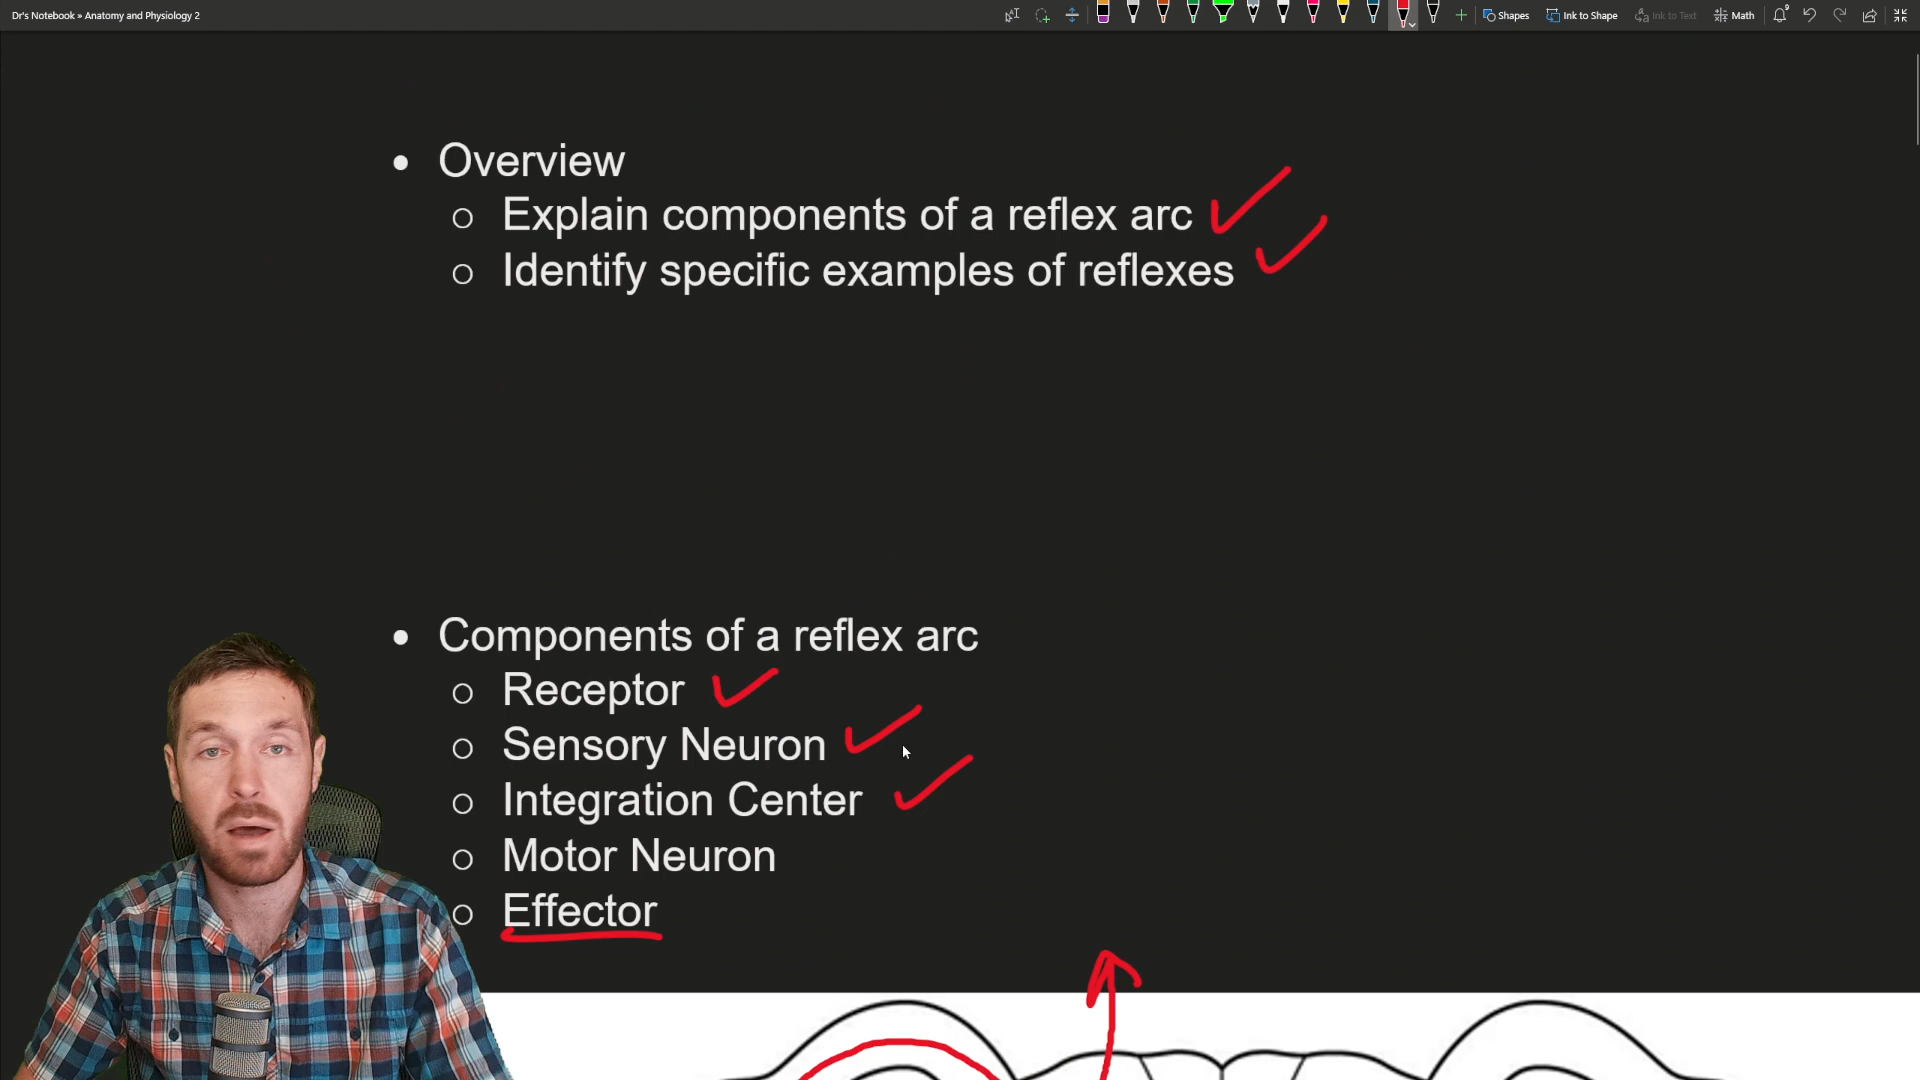 Dr's Notebook » Anatomy and Physiology 2
Shapes
Ink to Shape
Ink to Text
Math
Overview
Explain components of a reflex arc
Identify specific examples of reflexes
Components of a reflex arc
Receptor
Sensory Neuron
Integration Center
Motor Neuron
Effector